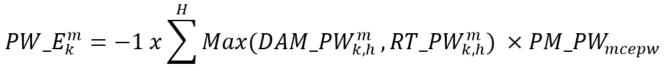 PW_E_k^m = −1 x ∑^H Max(DAM_PW_{k,h}^m , RT_PW_{k,h}^m) × PM_PW_{mcepw}